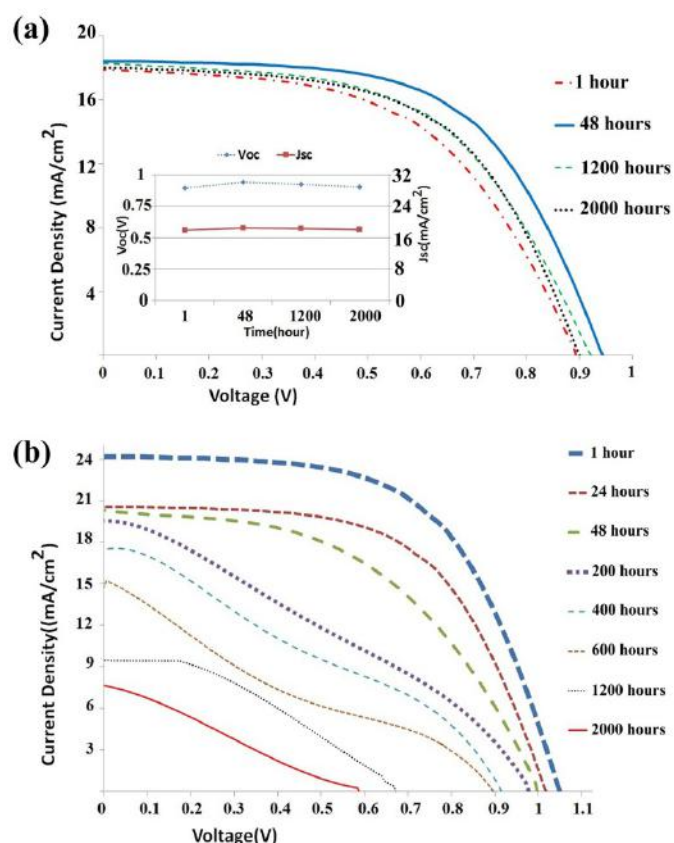 (a)
20
16
12
8
4
Current Density (mA/cm²)
0 0.1 0.2 0.3 0.4 0.5 0.6 0.7 0.8 0.9 1
Voltage (V)
1 hour
48 hours
1200 hours
2000 hours
Voc Jsc
1
0.75
0.5
0.25
0
Voc(V)
32
24
16
8
0
Jsc(mA/cm²)
1 48 1200 2000
Time(hour)
(b)
24
21
18
15
12
9
6
3
Current Density((mA/cm²)
0 0.1 0.2 0.3 0.4 0.5 0.6 0.7 0.8 0.9 1 1.1
Voltage(V)
1 hour
24 hours
48 hours
200 hours
400 hours
600 hours
1200 hours
2000 hours